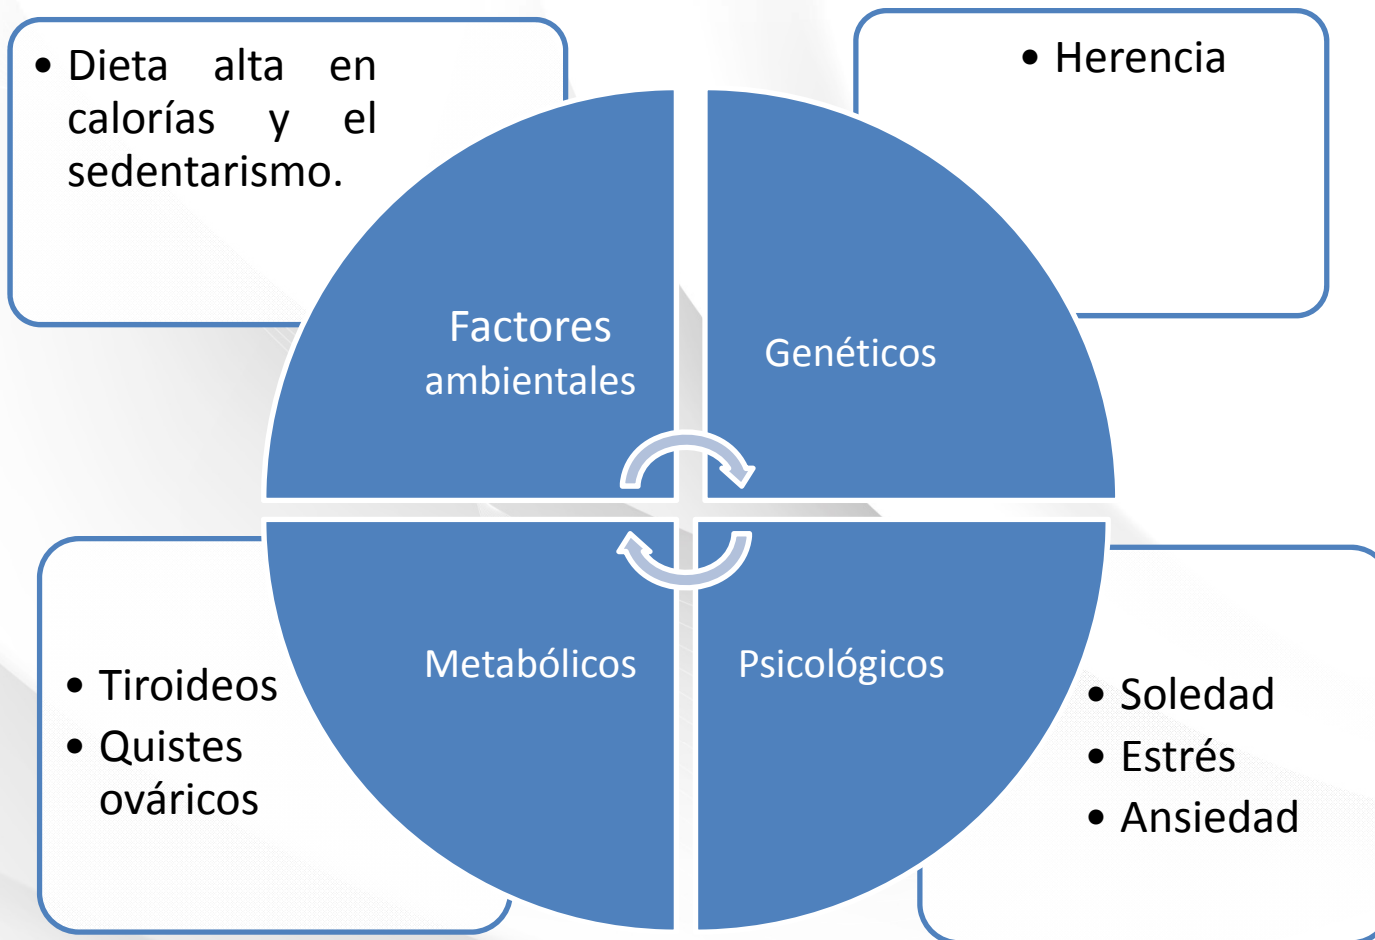 • Dieta alta en
calorías y el
sedentarismo.
• Herencia
Factores
ambientales
Genéticos
Metabólicos
Psicológicos
• Tiroideos
• Quistes
ováricos
• Soledad
• Estrés
• Ansiedad